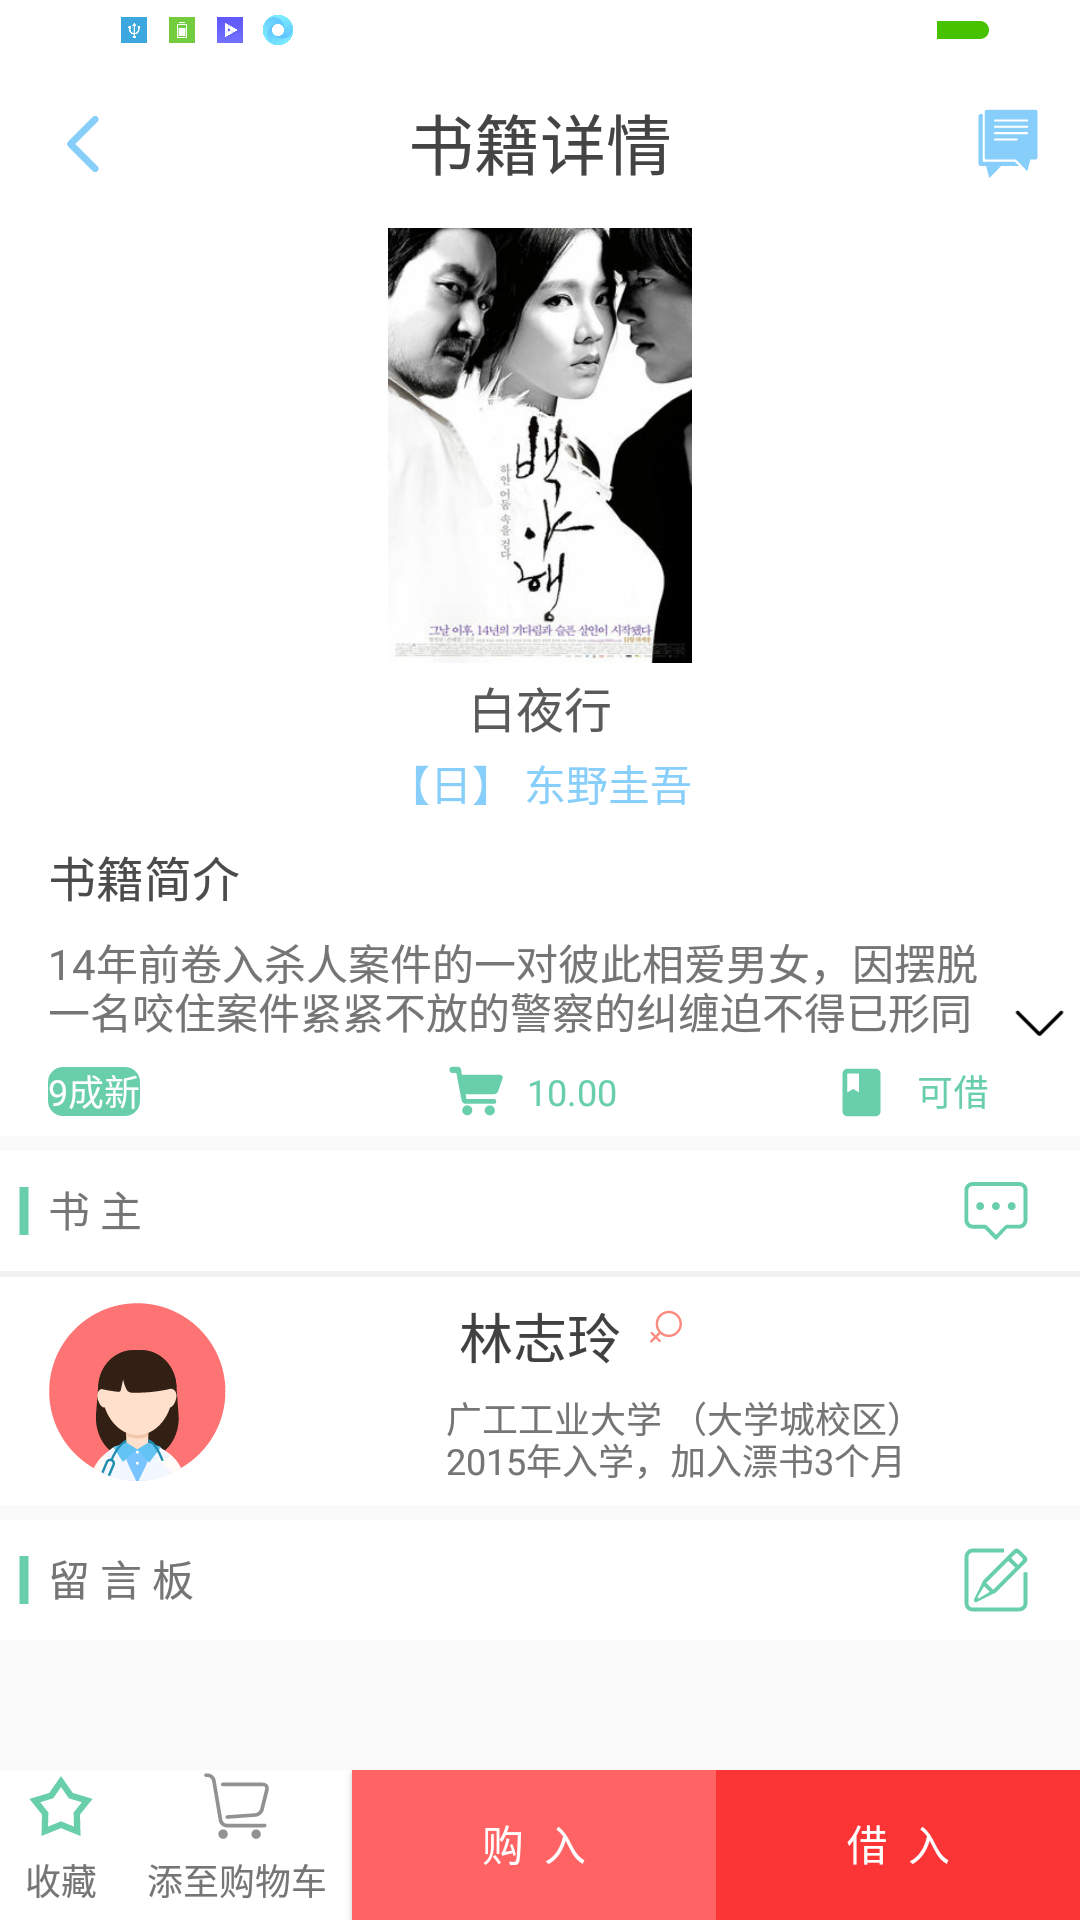 书籍详情
백야행
하얀 어둠 속을 걷다
그날 이후, 14년의 기다림과 슬픈 살인이 시작됐다
白夜行
【日】 东野圭吾
书籍简介
14年前卷入杀人案件的一对彼此相爱男女，因摆脱
一名咬住案件紧紧不放的警察的纠缠迫不得已形同
9成新 10.00 可借
书 主
林志玲
广工工业大学 （大学城校区）
2015年入学，加入漂书3个月
留 言 板
收藏 添至购物车 购 入 借 入